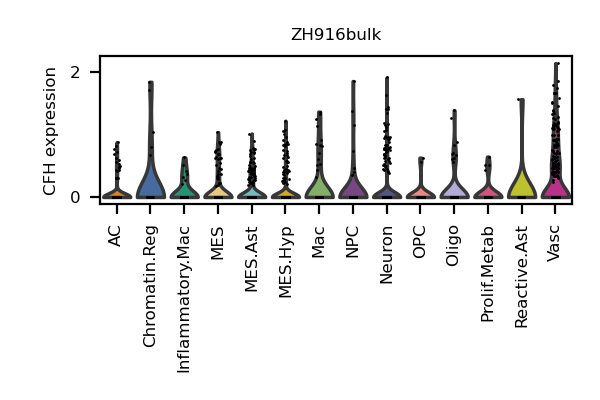 ZH916bulk
CFH expression
2
0
AC
Chromatin.Reg
Inflammatory.Mac
MES
MES.Ast
MES.Hyp
Mac
NPC
Neuron
OPC
Oligo
Prolif.Metab
Reactive.Ast
Vasc